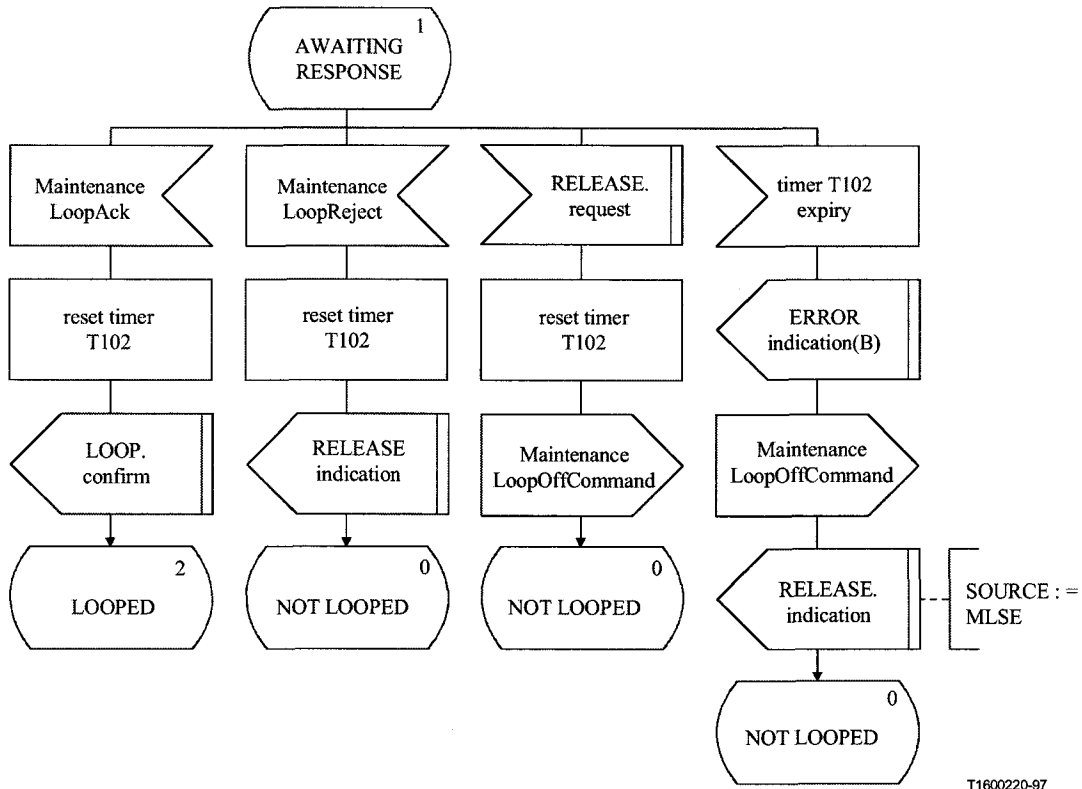 1
AWAITING
RESPONSE
Maintenance
LoopAck
Maintenance
LoopReject
RELEASE.
request
timer T102
expiry
reset timer
T102
reset timer
T102
reset timer
T102
ERROR
indication(B)
LOOP.
confirm
RELEASE
indication
Maintenance
LoopOffCommand
Maintenance
LoopOffCommand
2
LOOPED
0
NOT LOOPED
0
NOT LOOPED
RELEASE.
indication
SOURCE : =
MLSE
0
NOT LOOPED
T1600220-97